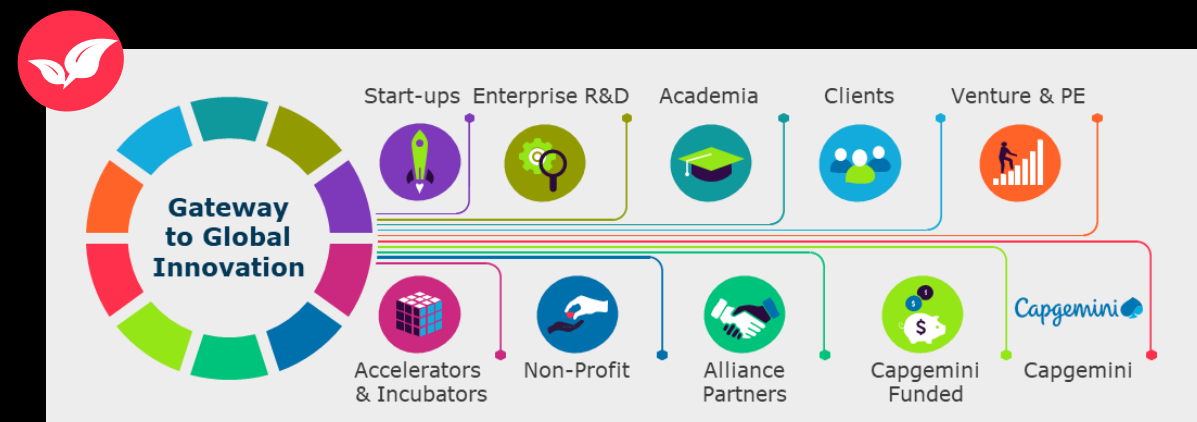 Start-ups Enterprise R&D Academia Clients Venture & PE
Gateway
to Global
Innovation
$ $
$
Capgemini
Accelerators
& Incubators
Non-Profit
Alliance
Partners
Capgemini
Funded
Capgemini